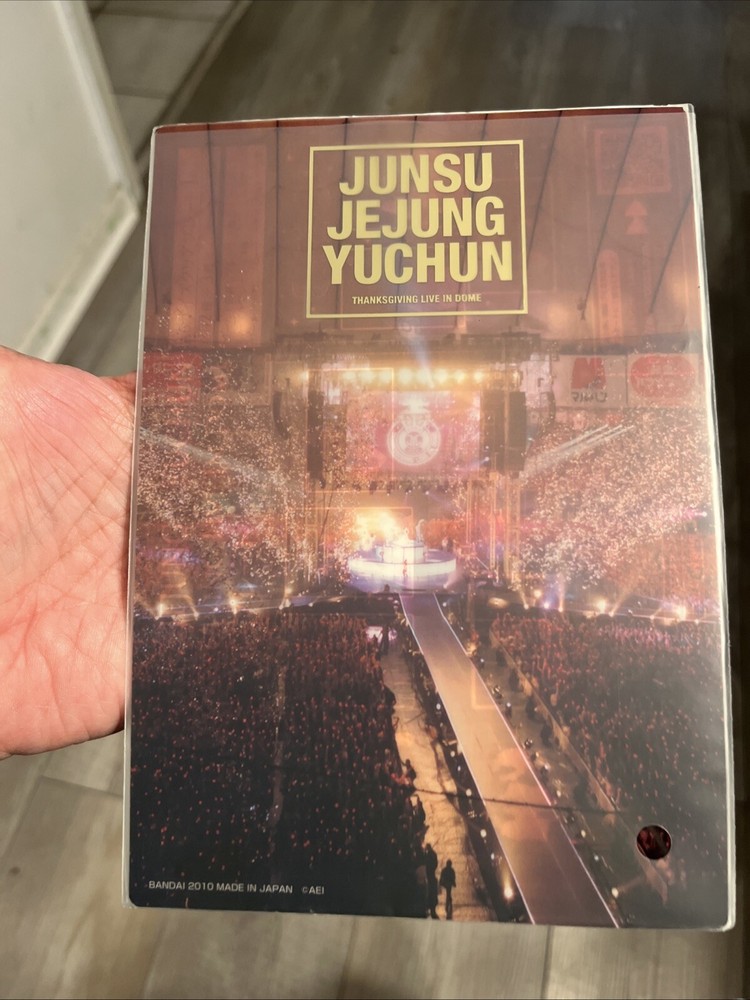 JUNSU
JEJUNG
YUCHUN
THANKSGIVING LIVE IN DOME
BANDAI 2010 MADE IN JAPAN ©AEI